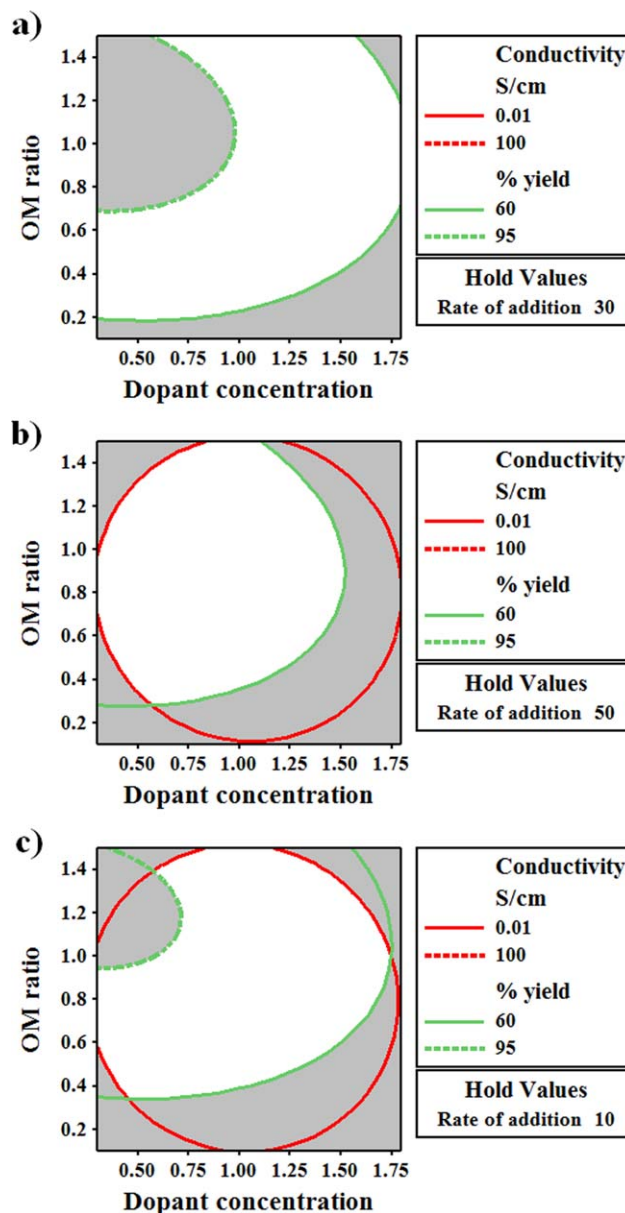 a)
OM ratio
1.4
1.2
1.0
0.8
0.6
0.4
0.2
0.50 0.75 1.00 1.25 1.50 1.75
Dopant concentration
Conductivity
S/cm
0.01
100
% yield
60
95
Hold Values
Rate of addition 30
b)
OM ratio
1.4
1.2
1.0
0.8
0.6
0.4
0.2
0.50 0.75 1.00 1.25 1.50 1.75
Dopant concentration
Conductivity
S/cm
0.01
100
% yield
60
95
Hold Values
Rate of addition 50
c)
OM ratio
1.4
1.2
1.0
0.8
0.6
0.4
0.2
0.50 0.75 1.00 1.25 1.50 1.75
Dopant concentration
Conductivity
S/cm
0.01
100
% yield
60
95
Hold Values
Rate of addition 10